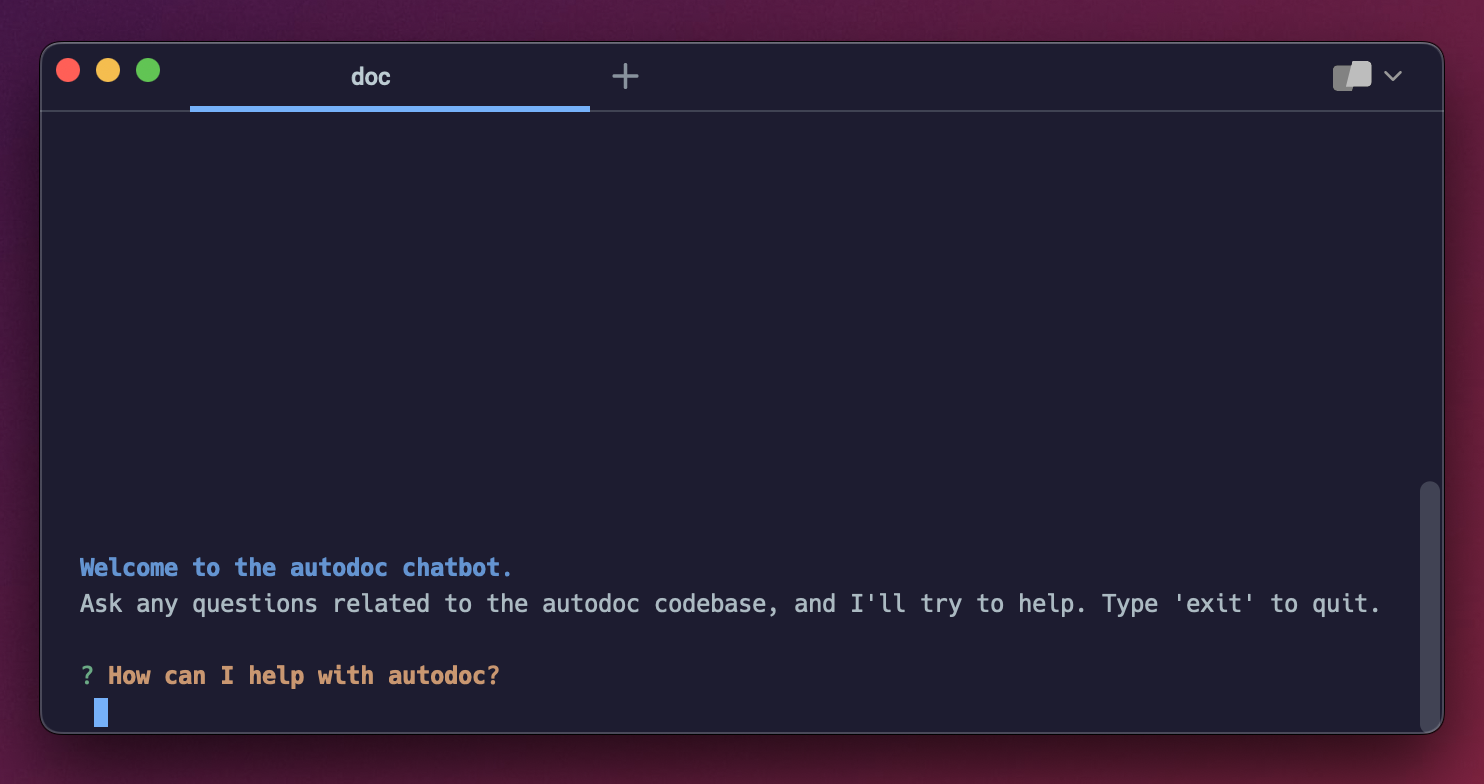 doc
Welcome to the autodoc chatbot.
Ask any questions related to the autodoc codebase, and I'll try to help. Type 'exit' to quit.
? How can I help with autodoc?